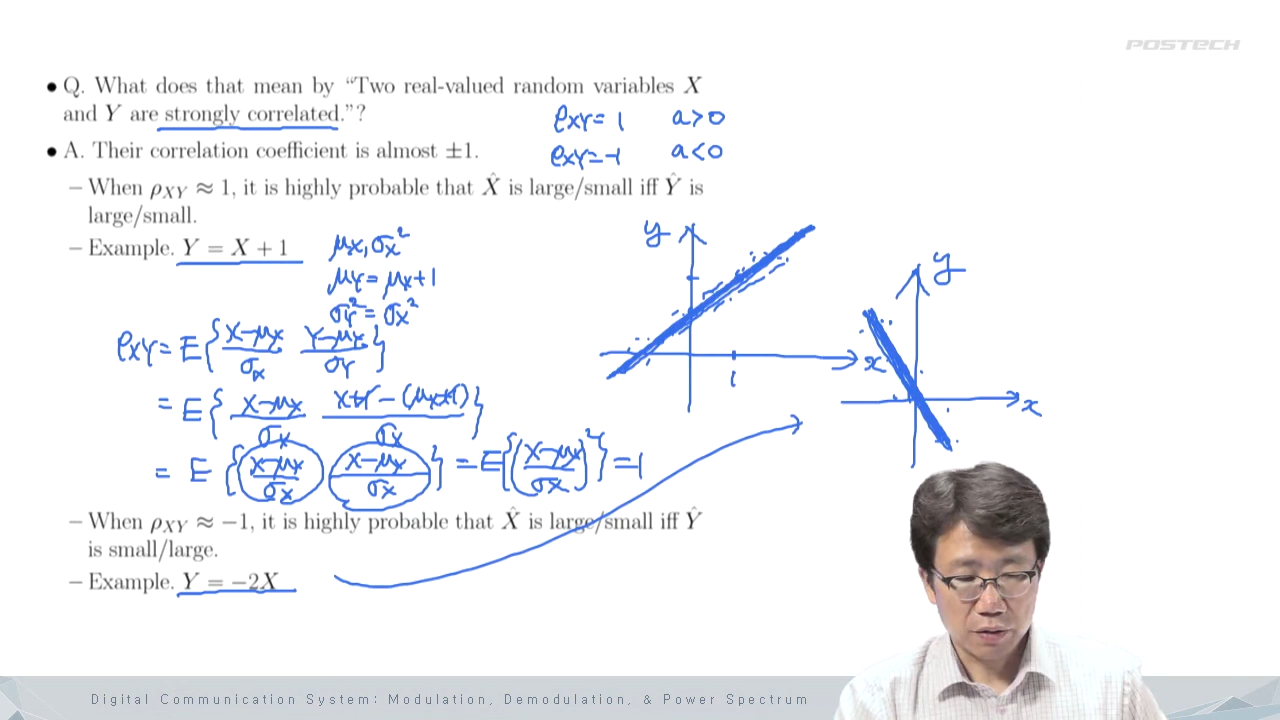 POSTECH
• Q. What does that mean by “Two real-valued random variables X
and Y are strongly correlated.”?
ρXY = 1 a>0
• A. Their correlation coefficient is almost ±1.
ρXY = -1 a<0
– When ρXY ≈ 1, it is highly probable that X̂ is large/small iff Ŷ is
large/small.
– Example. Y = X + 1
μx, σx²
μY = μx+1
σY² = σx²
ρXY = E{ (X-μx)/σx (Y-μY)/σY }
= E{ (X-μx)/σx (X+1-(μx+1))/σx }
= E{ ((X-μx)/σx) ((X-μx)/σx) } = E{ ((X-μx)/σx)² } = 1
y
x
1
y
x
– When ρXY ≈ −1, it is highly probable that X̂ is large/small iff Ŷ
is small/large.
– Example. Y = −2X
Digital Communication System: Modulation, Demodulation, & Power Spectrum